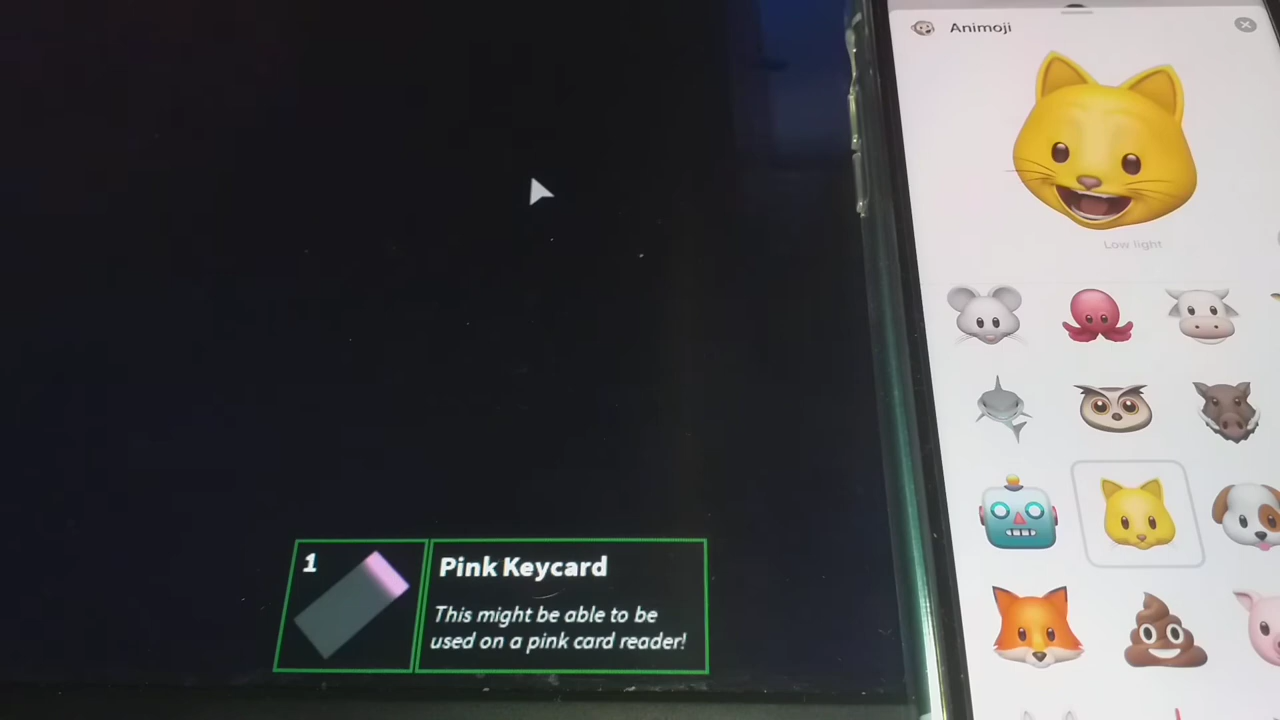 Animoji
Low light
1
Pink Keycard
This might be able to be
used on a pink card reader!